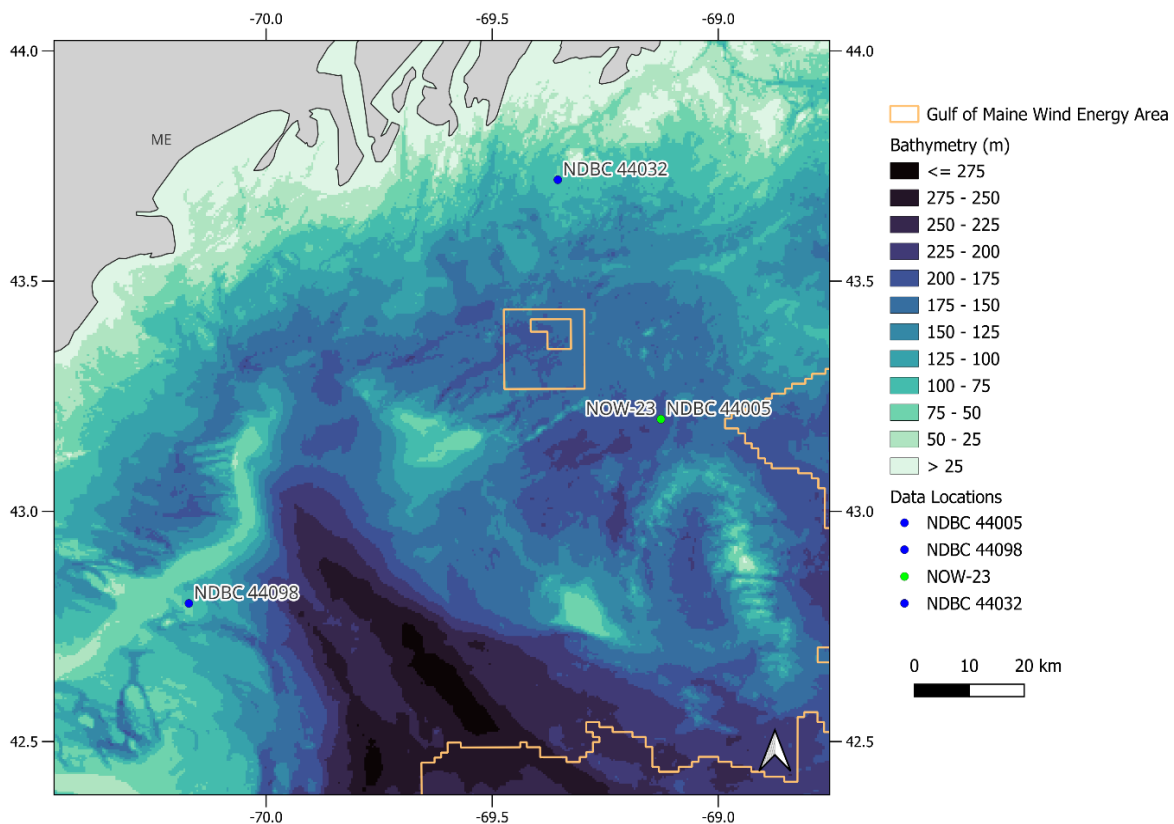 -70.0
-69.5
-69.0
44.0
44.0
ME
NDBC 44032
43.5
43.5
NOW-23
NDBC 44005
43.0
43.0
NDBC 44098
42.5
42.5
-70.0
-69.5
-69.0
Gulf of Maine Wind Energy Area
Bathymetry (m)
<= 275
275 - 250
250 - 225
225 - 200
200 - 175
175 - 150
150 - 125
125 - 100
100 - 75
75 - 50
50 - 25
> 25
Data Locations
NDBC 44005
NDBC 44098
NOW-23
NDBC 44032
0 10 20 km